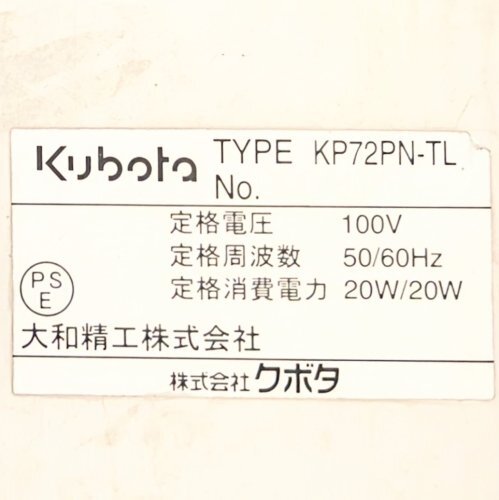 Kubota TYPE KP72PN-TL
No.
定格電圧 100V
定格周波数 50/60Hz
定格消費電力 20W/20W
PS
E
大和精工株式会社
株式会社クボタ